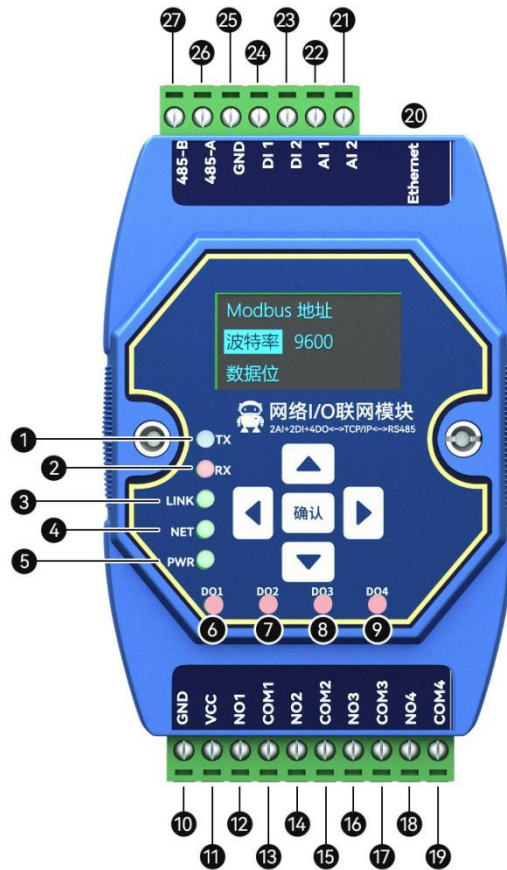 27 26 25 24 23 22 21
20
485-B 485-A GND DI 1 DI 2 AI 1 AI 2 Ethernet
Modbus 地址
波特率 9600
数据位
网络I/O联网模块
2AI+2DI+4DO<-->TCP/IP<-->RS485
1 TX
2 RX
3 LINK
4 NET
5 PWR
确认
DO1 DO2 DO3 DO4
6 7 8 9
GND VCC NO1 COM1 NO2 COM2 NO3 COM3 NO4 COM4
10 11 12 13 14 15 16 17 18 19